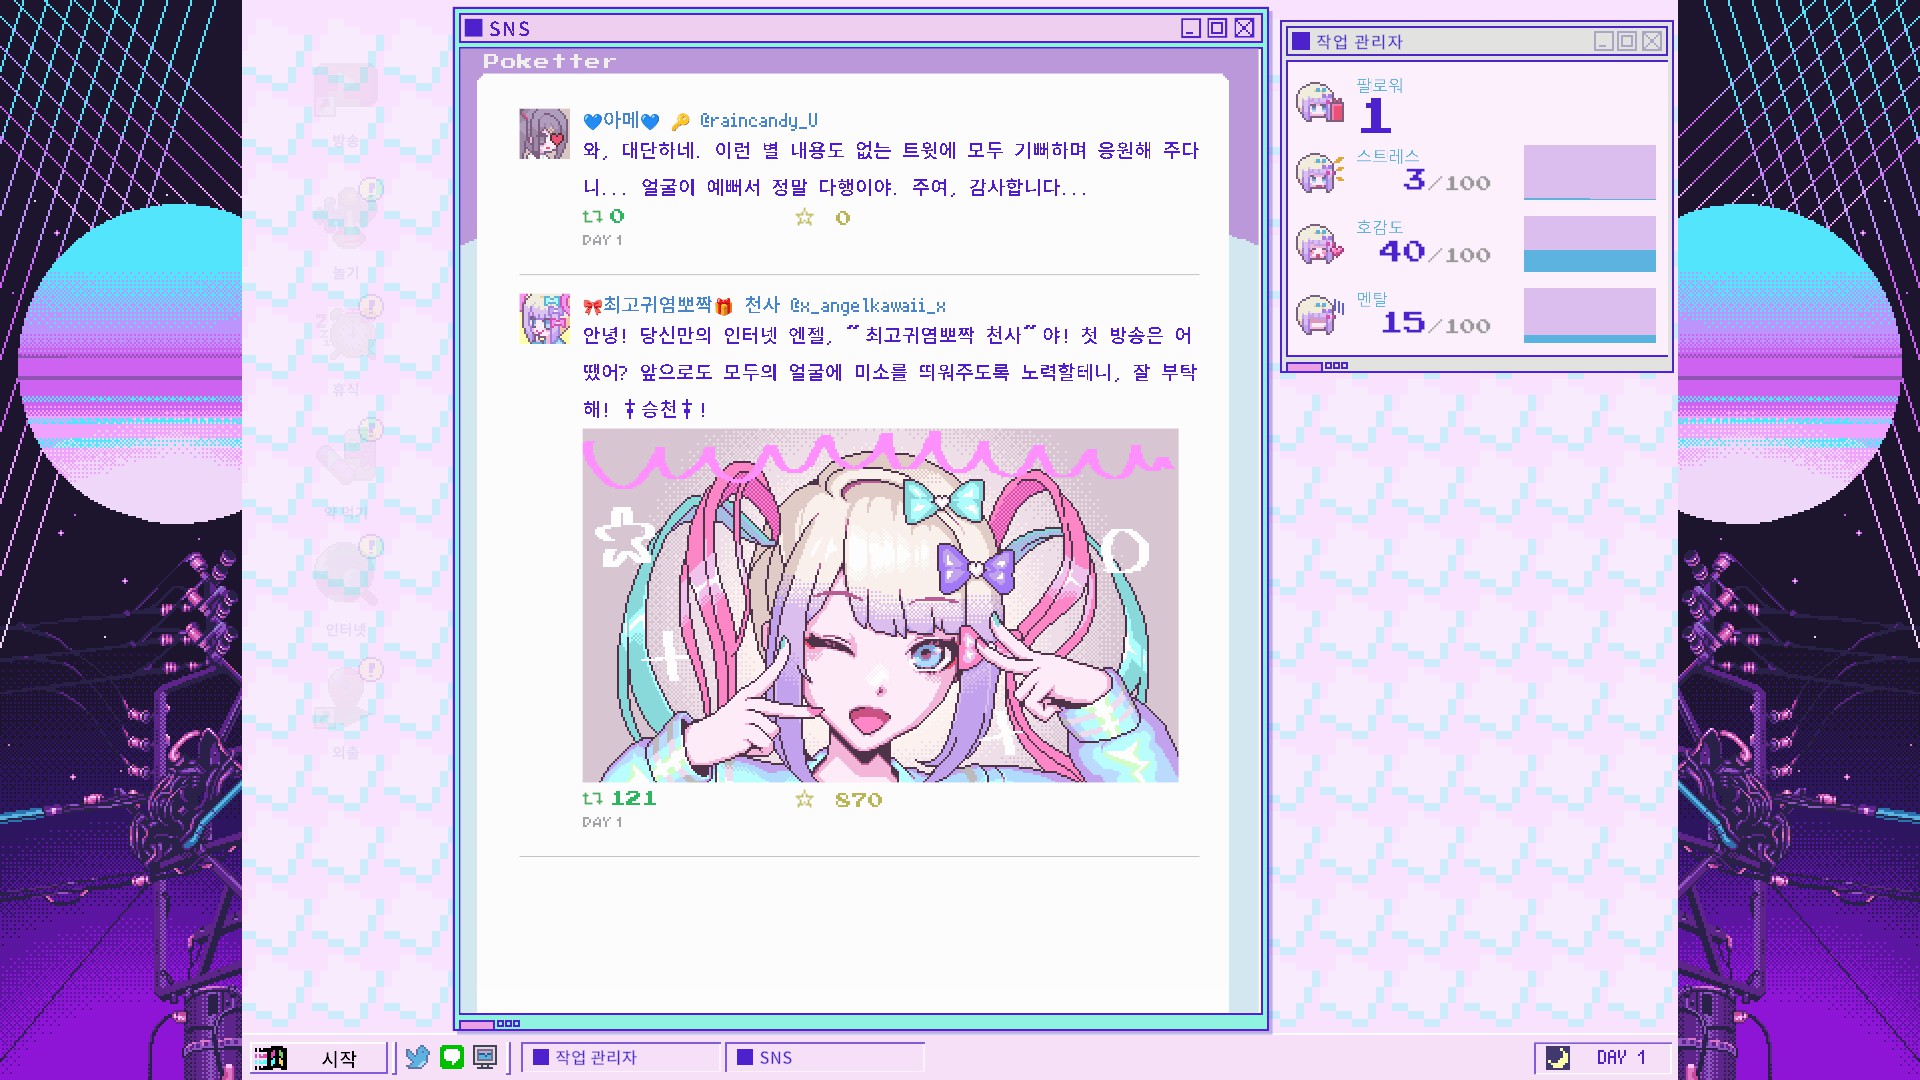 SNS
Poketter
💙아메💙 🔑 @raincandy_U
와, 대단하네. 이런 별 내용도 없는 트윗에 모두 기뻐하며 응원해 주다
니... 얼굴이 예뻐서 정말 다행이야. 주여, 감사합니다...
0 ☆ 0
DAY 1
🎀최고귀염뽀짝🎁 천사 @x_angelkawaii_x
안녕! 당신만의 인터넷 엔젤, ~최고귀염뽀짝 천사~야! 첫 방송은 어
땠어? 앞으로도 모두의 얼굴에 미소를 띄워주도록 노력할테니, 잘 부탁
해! ‡승천‡!
121 ☆ 870
DAY 1
작업 관리자
팔로워
1
스트레스
3/100
호감도
40/100
멘탈
15/100
방송
놀기
휴식
약 먹기
인터넷
외출
시작
작업 관리자
SNS
DAY 1